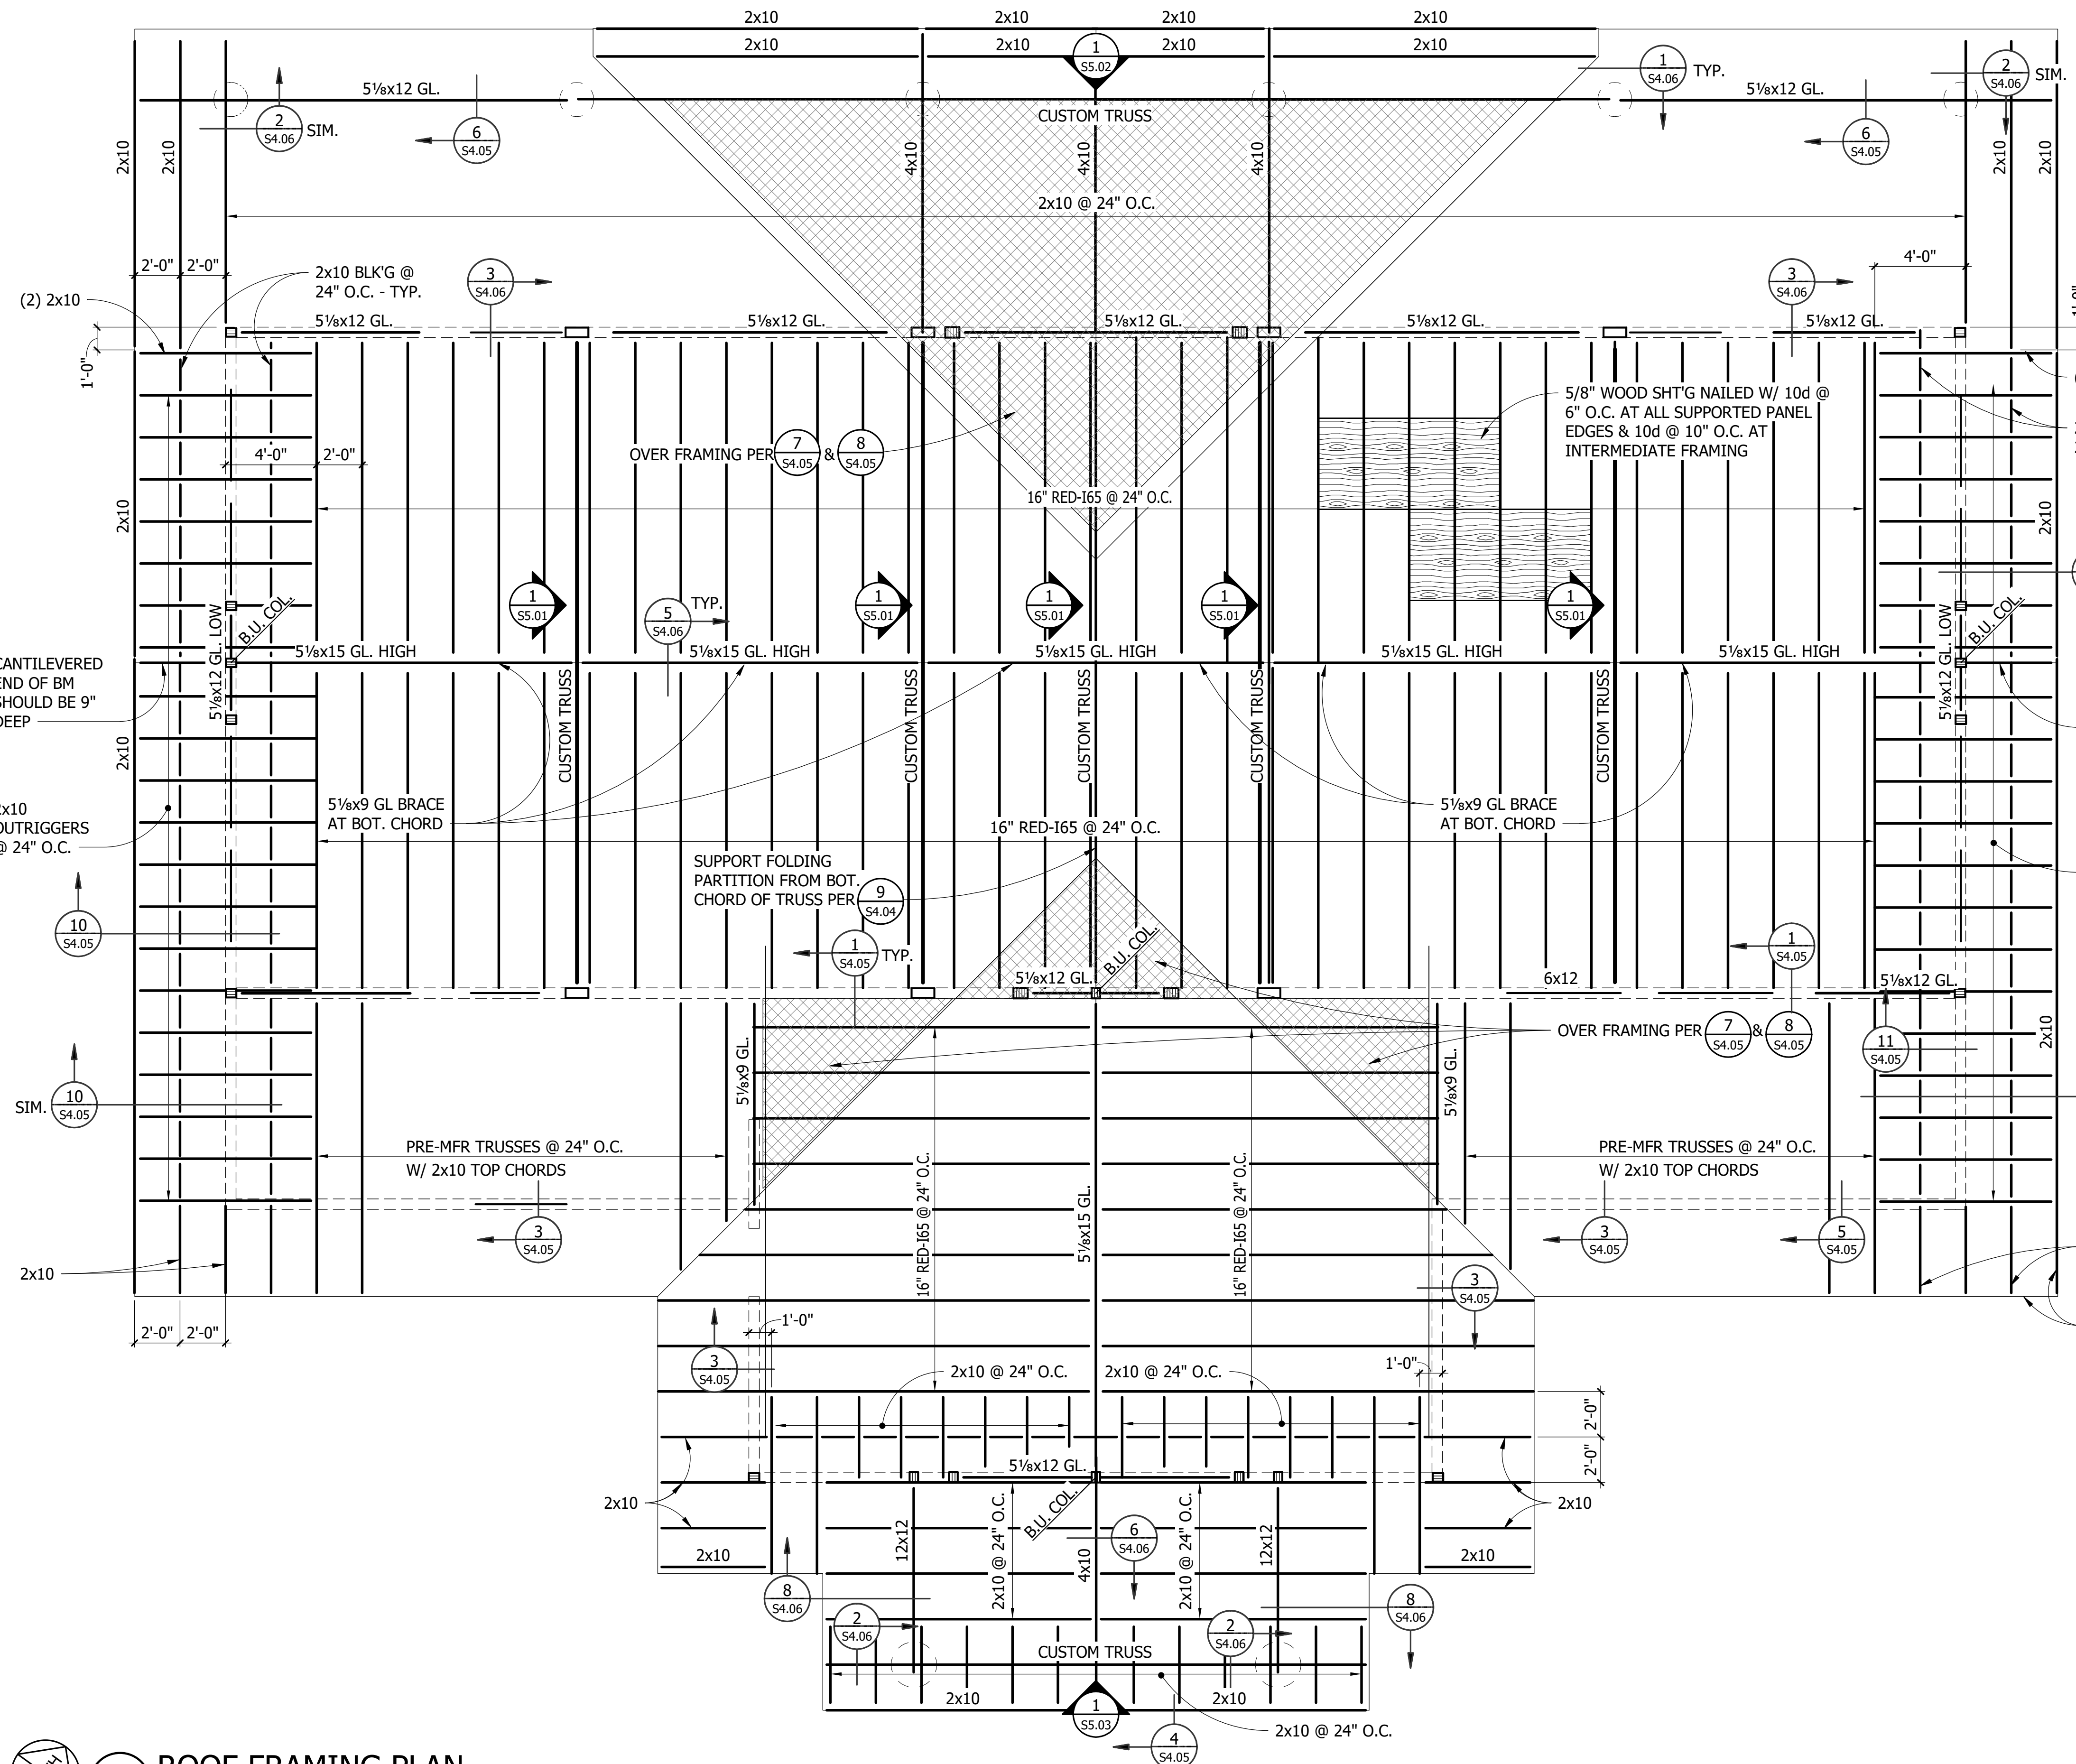 2x10
2x10
2x10
2x10
2x10
2x10
2x10
2x10
1
S5.02
1
S4.06
TYP.
2
S4.06
SIM.
5⅛x12 GL.
5⅛x12 GL.
CUSTOM TRUSS
2
S4.06
SIM.
6
S4.05
6
S4.05
2x10
2x10
4x10
4x10
4x10
2x10
2x10
2x10 @ 24" O.C.
2'-0"
2'-0"
2x10 BLK'G @
24" O.C. - TYP.
3
S4.06
3
S4.06
4'-0"
1'-0"
(2) 2x10
5⅛x12 GL.
5⅛x12 GL.
5⅛x12 GL.
5⅛x12 GL.
5⅛x12 GL.
1'-0"
5/8" WOOD SHT'G NAILED W/ 10d @
6" O.C. AT ALL SUPPORTED PANEL
EDGES & 10d @ 10" O.C. AT
INTERMEDIATE FRAMING
4'-0"
2'-0"
OVER FRAMING PER
7
S4.05
&
8
S4.05
2x10
16" RED-I65 @ 24" O.C.
2x10
1
S5.01
1
S5.01
1
S5.01
1
S5.01
1
S5.01
5
S4.06
TYP.
B.U. COL.
B.U. COL.
5⅛x12 GL. LOW
5⅛x12 GL. LOW
5⅛x15 GL. HIGH
5⅛x15 GL. HIGH
5⅛x15 GL. HIGH
5⅛x15 GL. HIGH
5⅛x15 GL. HIGH
CANTILEVERED
END OF BM
SHOULD BE 9"
DEEP
CUSTOM TRUSS
CUSTOM TRUSS
CUSTOM TRUSS
CUSTOM TRUSS
CUSTOM TRUSS
2x10
2x10
OUTRIGGERS
@ 24" O.C.
5⅛x9 GL BRACE
AT BOT. CHORD
5⅛x9 GL BRACE
AT BOT. CHORD
16" RED-I65 @ 24" O.C.
SUPPORT FOLDING
PARTITION FROM BOT.
CHORD OF TRUSS PER
9
S4.04
10
S4.05
1
S4.05
TYP.
B.U. COL.
1
S4.05
5⅛x12 GL.
6x12
5⅛x12 GL.
OVER FRAMING PER
7
S4.05
&
8
S4.05
11
S4.05
2x10
5⅛x9 GL.
5⅛x9 GL.
SIM.
10
S4.05
PRE-MFR TRUSSES @ 24" O.C.
W/ 2x10 TOP CHORDS
PRE-MFR TRUSSES @ 24" O.C.
W/ 2x10 TOP CHORDS
16" RED-I65 @ 24" O.C.
5⅛x15 GL.
16" RED-I65 @ 24" O.C.
3
S4.05
3
S4.05
5
S4.05
2x10
3
S4.05
2'-0"
2'-0"
1'-0"
3
S4.05
2x10 @ 24" O.C.
2x10 @ 24" O.C.
1'-0"
2'-0"
2'-0"
5⅛x12 GL.
2x10
2x10
B.U. COL.
12x12
2x10 @ 24" O.C.
4x10
2x10 @ 24" O.C.
12x12
6
S4.06
2x10
2x10
8
S4.06
8
S4.06
2
S4.06
2
S4.06
CUSTOM TRUSS
2x10
2x10
1
S5.03
2x10 @ 24" O.C.
4
S4.05
ROOF FRAMING PLAN